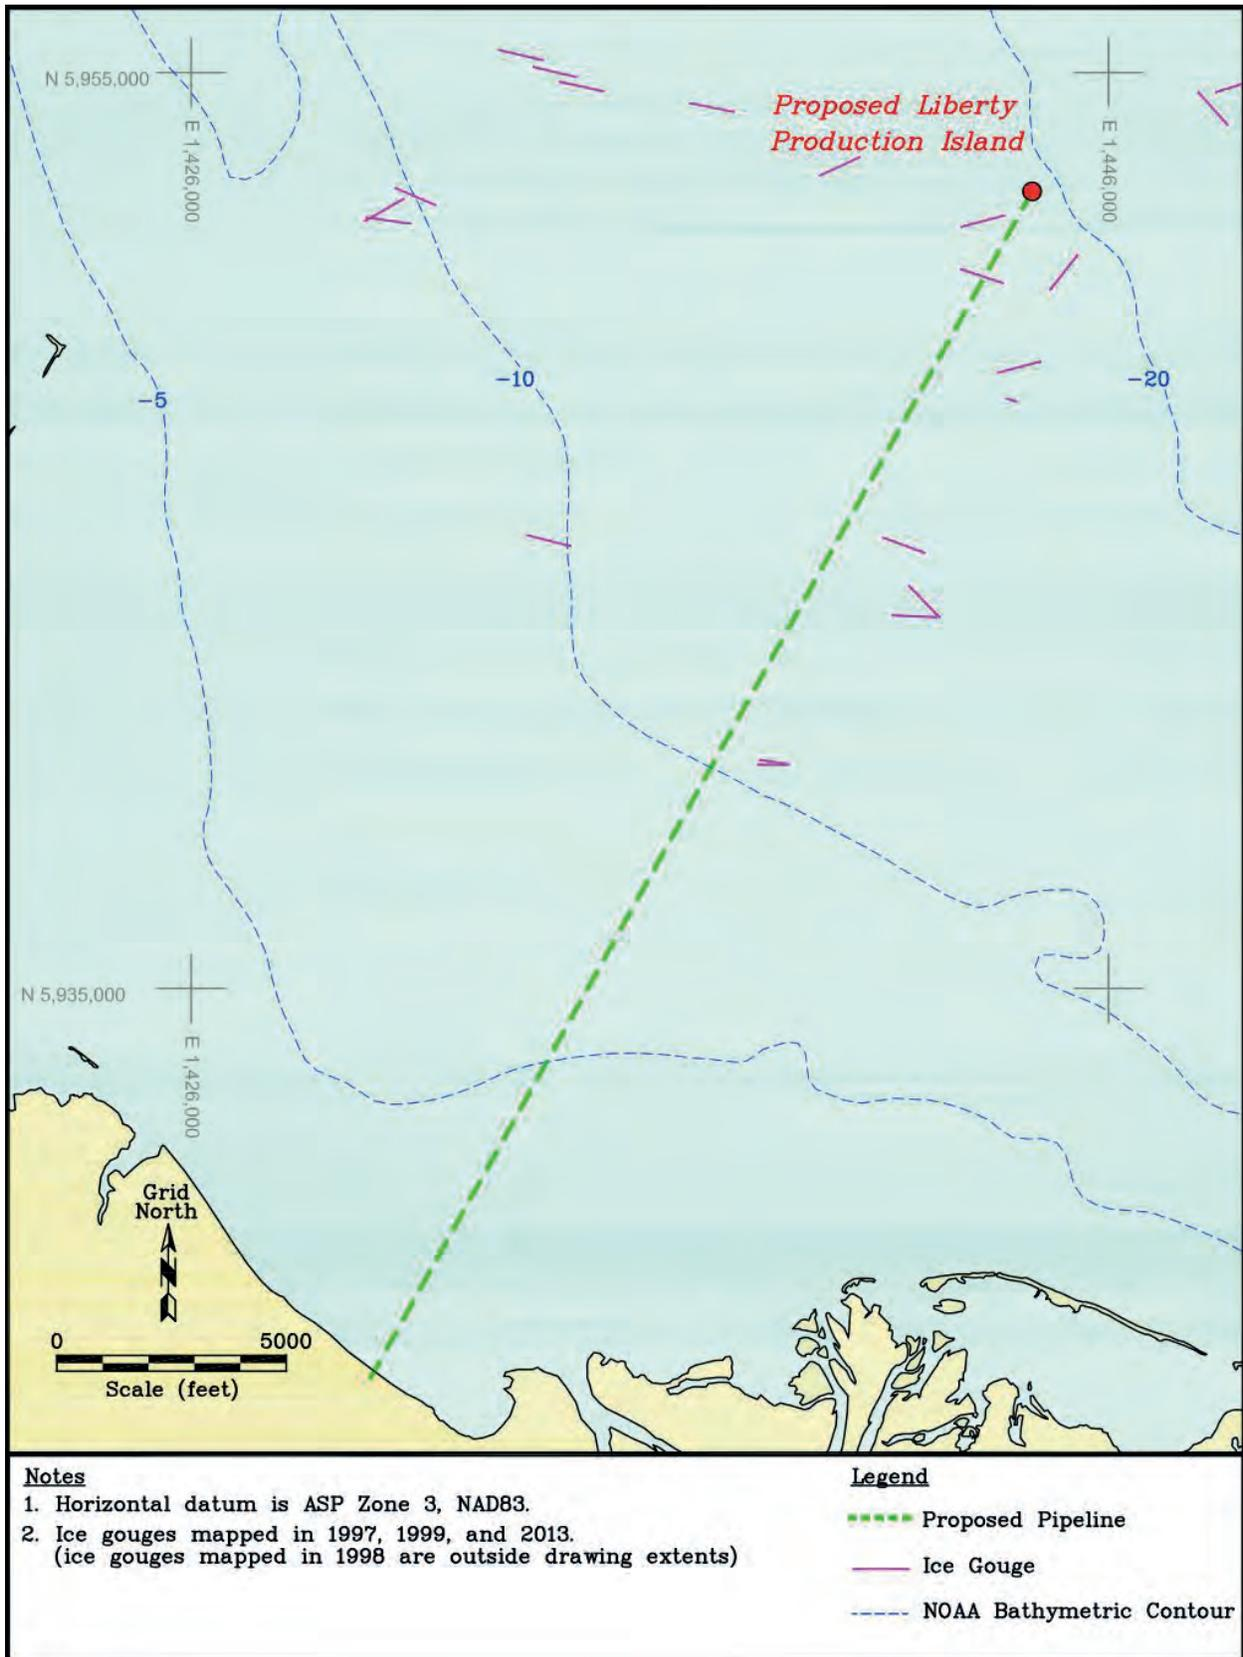 N 5,955,000
E 1,426,000
Proposed Liberty
Production Island
E 1,446,000
-5
-10
-20
N 5,935,000
E 1,426,000
Grid
North
N
0 5000
Scale (feet)
Notes
1. Horizontal datum is ASP Zone 3, NAD83.
2. Ice gouges mapped in 1997, 1999, and 2013.
(ice gouges mapped in 1998 are outside drawing extents)
Legend
Proposed Pipeline
Ice Gouge
NOAA Bathymetric Contour